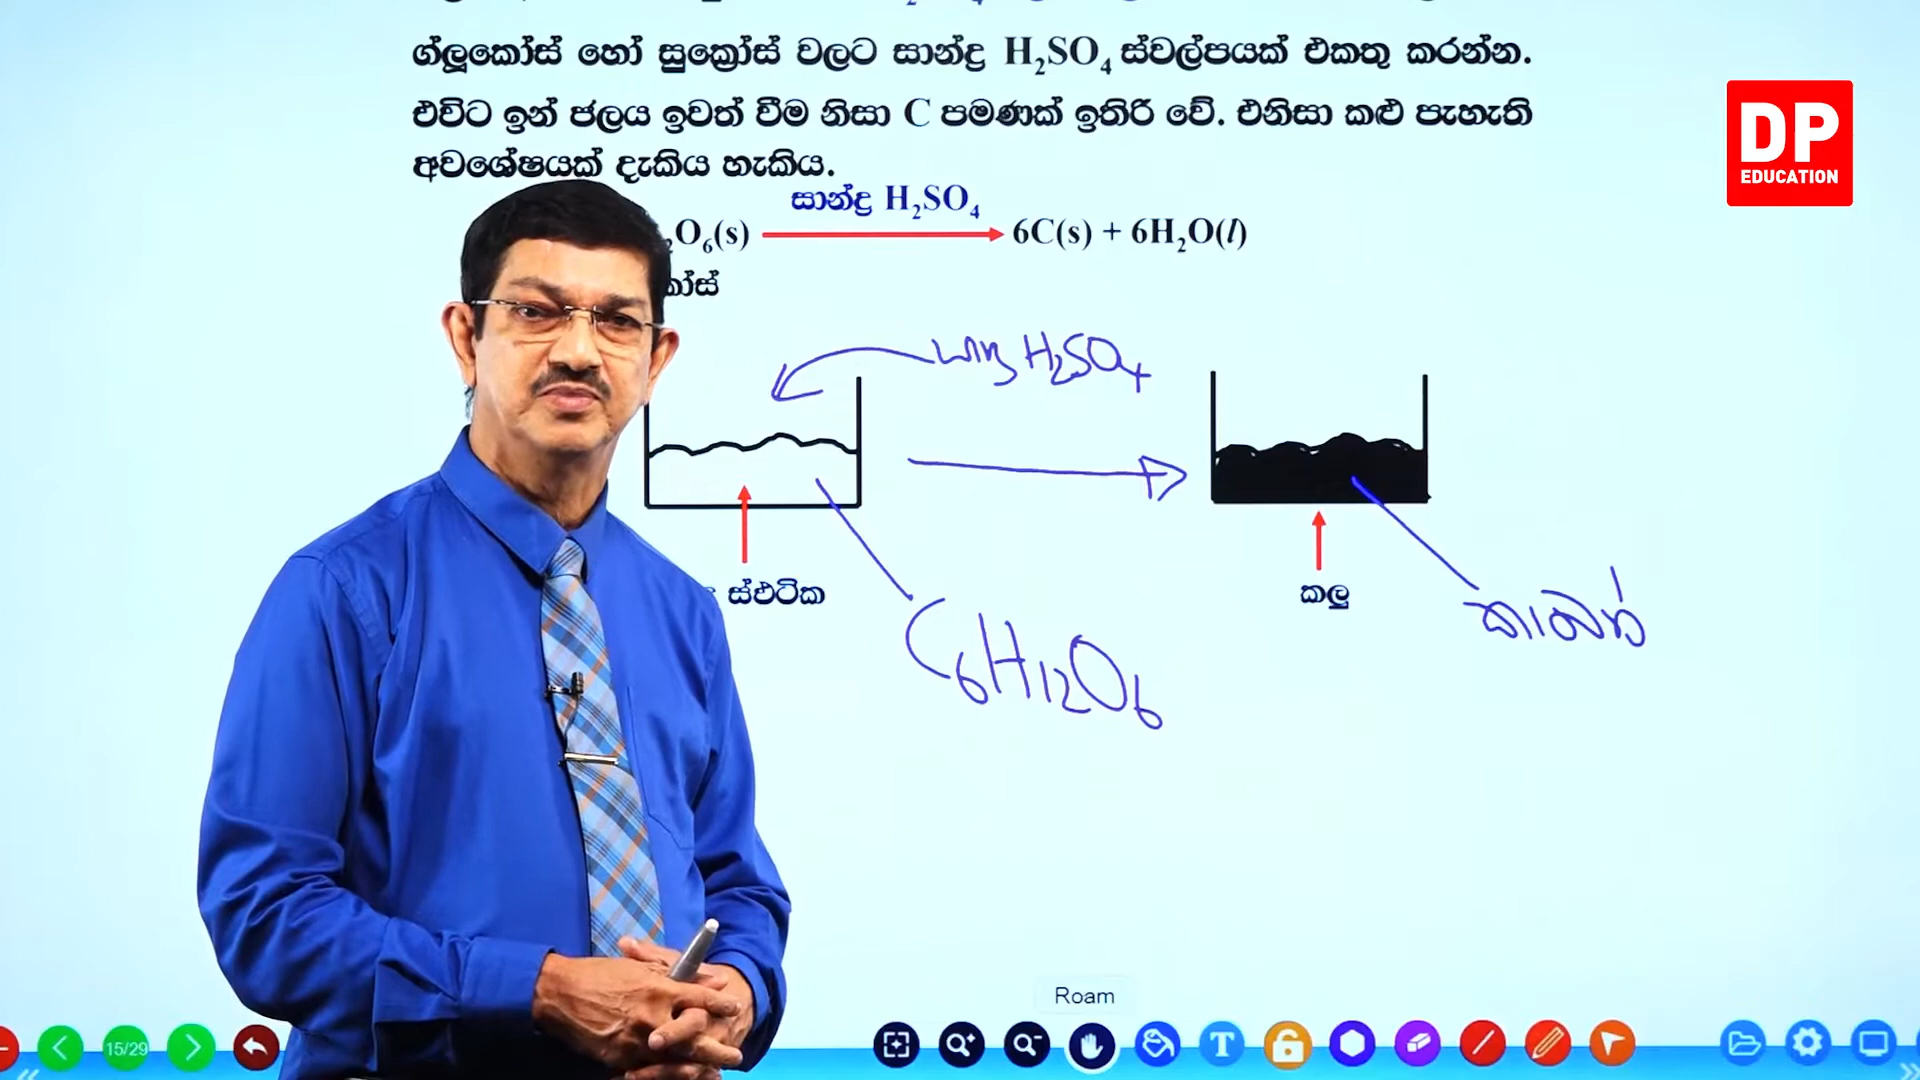 ග්ලූකෝස් හෝ සුක්‍රෝස් වලට සාන්ද්‍ර H₂SO₄ ස්වල්පයක් එකතු කරන්න.
එවිට ඉන් ජලය ඉවත් වීම නිසා C පමණක් ඉතිරි වේ. එනිසා කළු පැහැති
අවශේෂයක් දැකිය හැකිය.
සාන්ද්‍ර H₂SO₄
O₆(s) → 6C(s) + 6H₂O(l)
H₂SO₄
ස්ඵටික
කලු
C₆H₁₂O₆
කාබන්
DP
EDUCATION
Roam
15/29
T